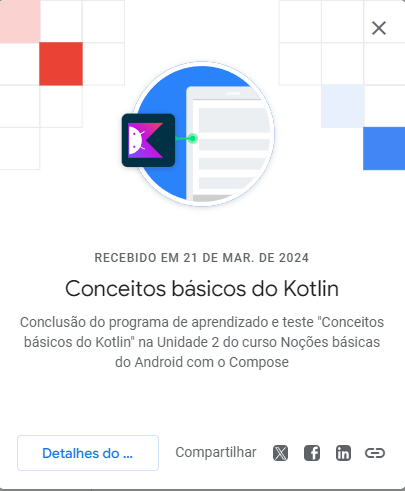 RECEBIDO EM 21 DE MAR. DE 2024
Conceitos básicos do Kotlin
Conclusão do programa de aprendizado e teste "Conceitos
básicos do Kotlin" na Unidade 2 do curso Noções básicas
do Android com o Compose
Detalhes do ... Compartilhar